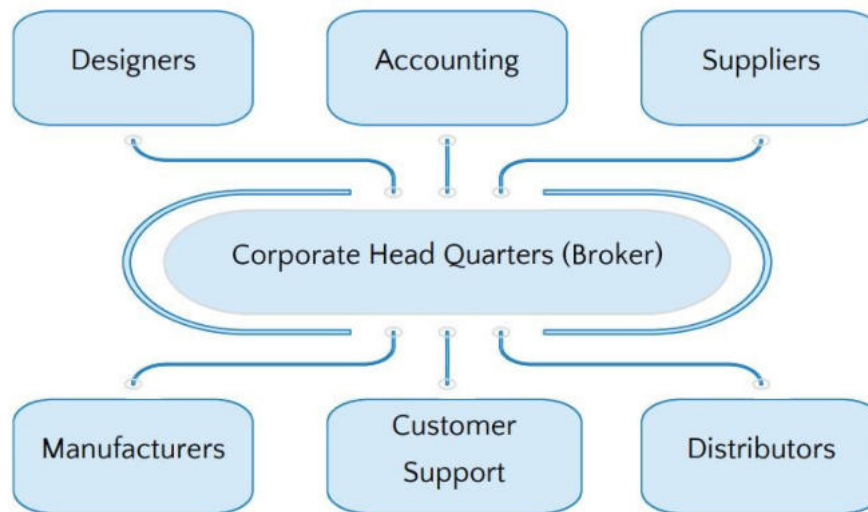 Designers
Accounting
Suppliers
Corporate Head Quarters (Broker)
Manufacturers
Customer
Support
Distributors